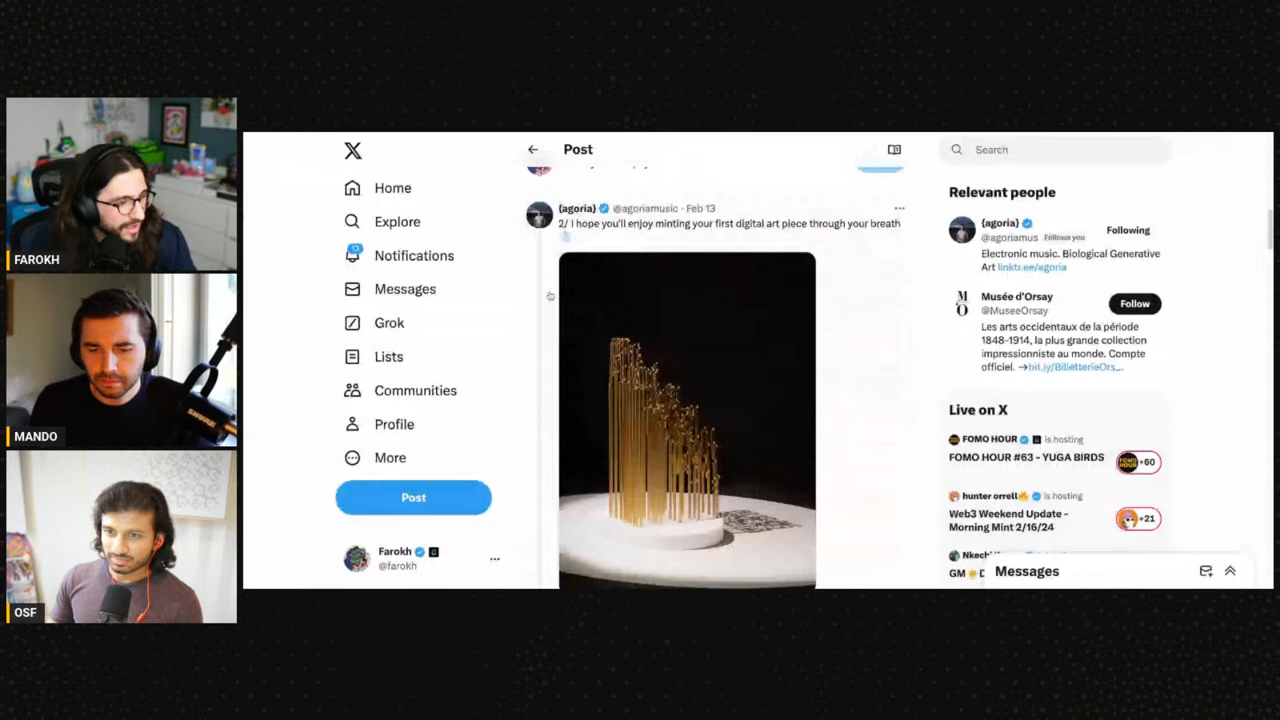 FAROKH
MANDO
OSF
SHURE
Home
Explore
Notifications
Messages
Grok
Lists
Communities
Profile
More
Post
Farokh
@farokh
Post
{agoria} @agoriamusic · Feb 13
2/ I hope you'll enjoy minting your first digital art piece through your breath
Search
Relevant people
{agoria}
@agoriamus Follows you
Following
Electronic music. Biological Generative
Art linktr.ee/agoria
M
O
Musée d'Orsay
@MuseeOrsay
Follow
Les arts occidentaux de la période
1848-1914, la plus grande collection
impressionniste au monde. Compte
officiel. →bit.ly/BilletterieOrs...
Live on X
FOMO HOUR is hosting
FOMO HOUR #63 - YUGA BIRDS
FOMO
HOUR
+60
hunter orrell🔥 is hosting
Web3 Weekend Update -
Morning Mint 2/16/24
+21
GM
Messages